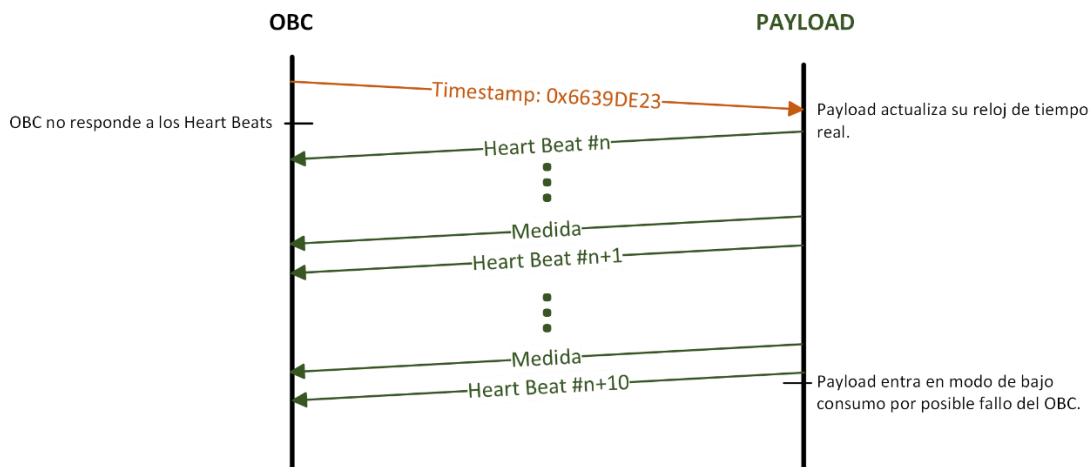 OBC
PAYLOAD
Timestamp: 0x6639DE23
OBC no responde a los Heart Beats
Payload actualiza su reloj de tiempo
real.
Heart Beat #n
Medida
Heart Beat #n+1
Medida
Heart Beat #n+10
Payload entra en modo de bajo
consumo por posible fallo del OBC.